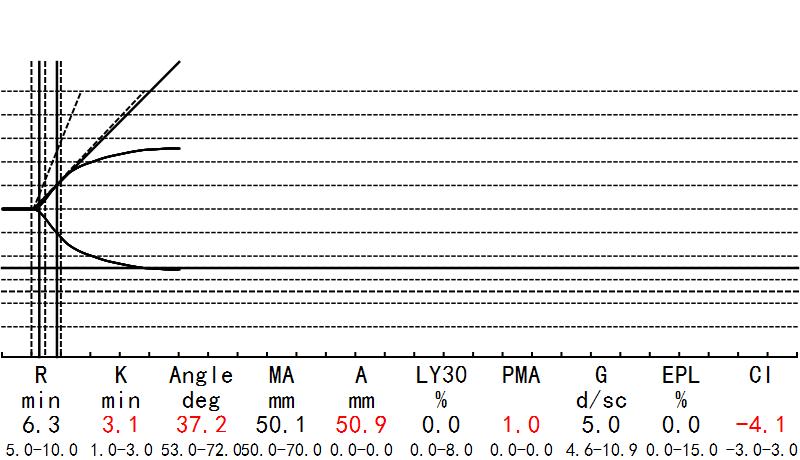 R K Angle MA A LY30 PMA G EPL CI
min min deg mm mm % d/sc %
6.3 3.1 37.2 50.1 50.9 0.0 1.0 5.0 0.0 -4.1
5.0-10.0 1.0-3.0 53.0-72.0 50.0-70.0 0.0-0.0 0.0-8.0 0.0-0.0 4.6-10.9 0.0-15.0 -3.0-3.0